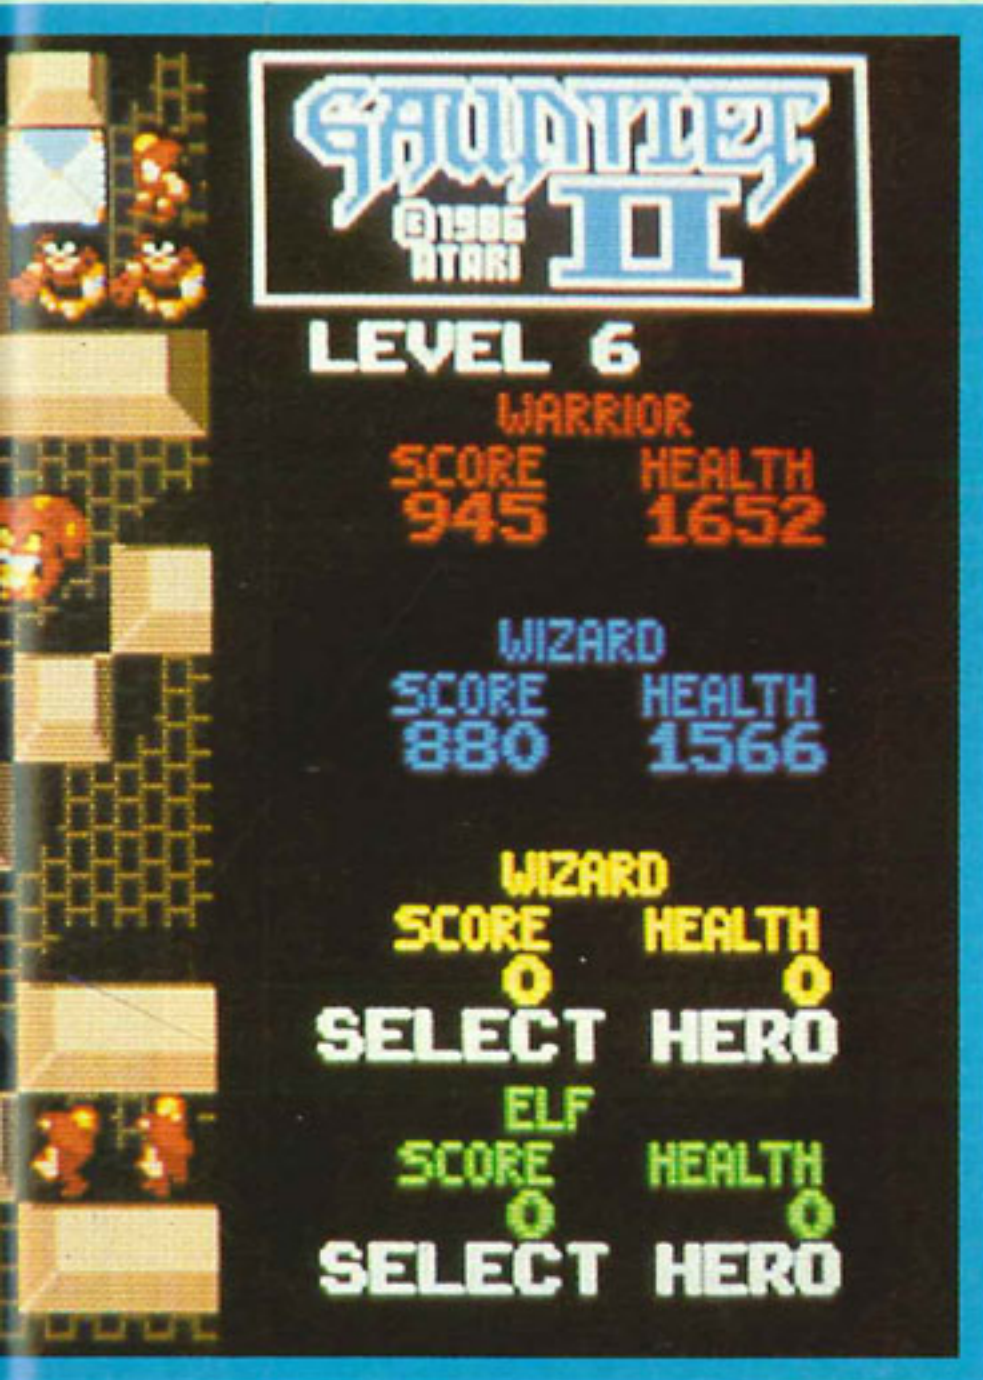 GAUNTLET
II
©1986
ATARI
LEVEL 6
WARRIOR
SCORE HEALTH
945 1652
WIZARD
SCORE HEALTH
880 1566
WIZARD
SCORE HEALTH
0 0
SELECT HERO
ELF
SCORE HEALTH
0 0
SELECT HERO